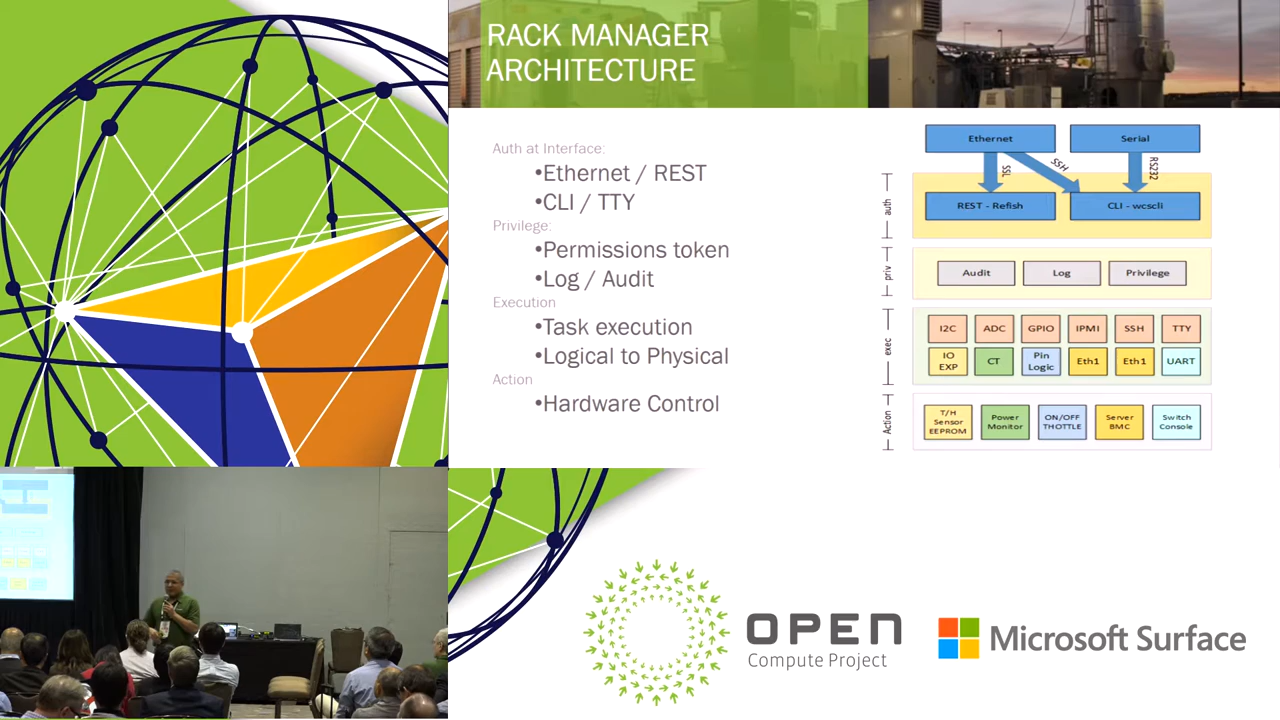 RACK MANAGER
ARCHITECTURE
Auth at Interface:
•Ethernet / REST
•CLI / TTY
Privilege:
•Permissions token
•Log / Audit
Execution
•Task execution
•Logical to Physical
Action
•Hardware Control
Ethernet
Serial
SSL
SSH
RS232
auth
REST - Refish
CLI - wcscli
priv
Audit
Log
Privilege
exec
I2C
ADC
GPIO
IPMI
SSH
TTY
IO
EXP
CT
Pin
Logic
Eth1
Eth1
UART
Action
T/H
Sensor
EEPROM
Power
Monitor
ON/OFF
THOTTLE
Server
BMC
Switch
Console
OPEN
Compute Project
Microsoft Surface